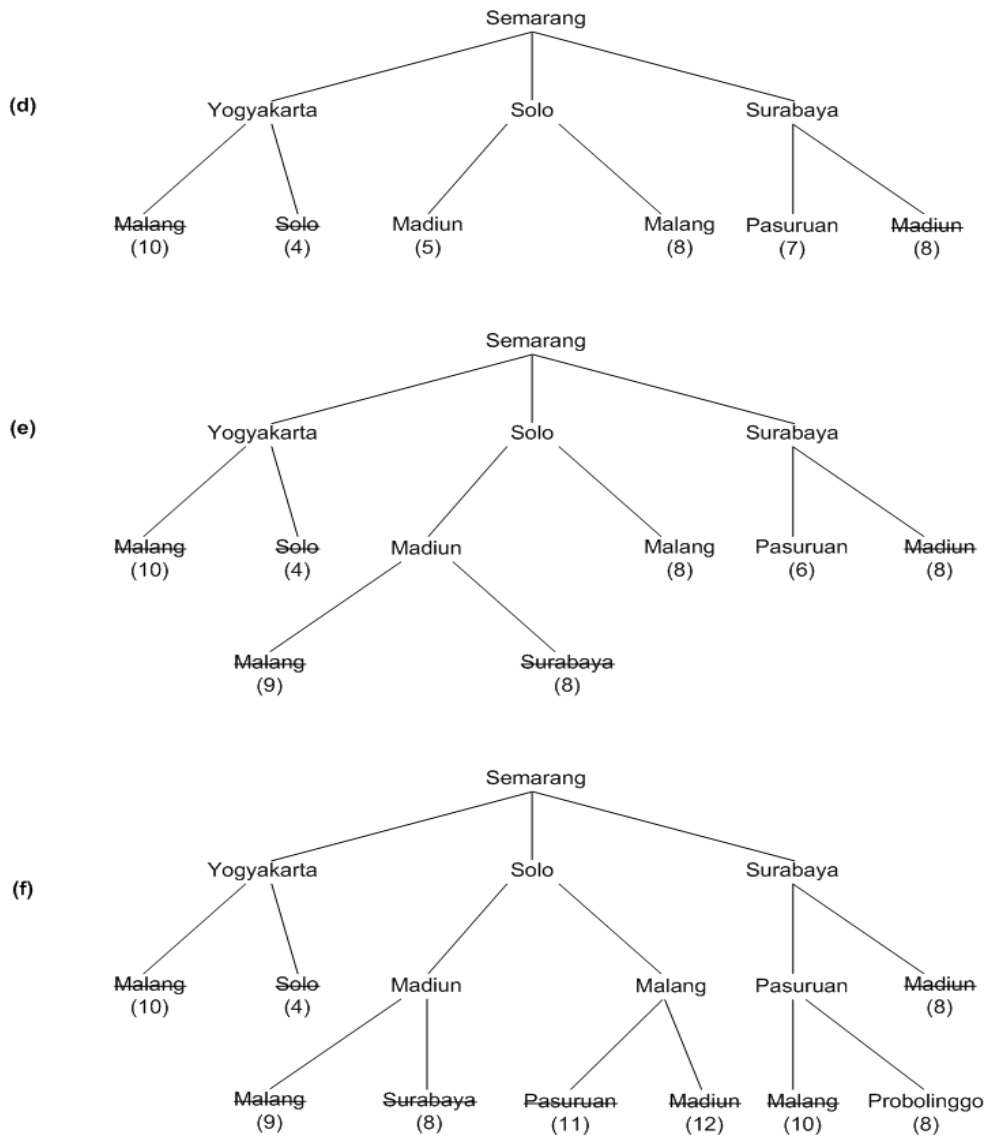 Semarang
(d)
Yogyakarta Solo Surabaya
Malang Solo Madiun Malang Pasuruan Madiun
(10) (4) (5) (8) (7) (8)
Semarang
(e)
Yogyakarta Solo Surabaya
Malang Solo Madiun Malang Pasuruan Madiun
(10) (4) (8) (6) (8)
Malang Surabaya
(9) (8)
Semarang
Yogyakarta Solo Surabaya
(f)
Malang Solo Madiun Malang Pasuruan Madiun
(10) (4) (8)
Malang Surabaya Pasuruan Madiun Malang Probolinggo
(9) (8) (11) (12) (10) (8)